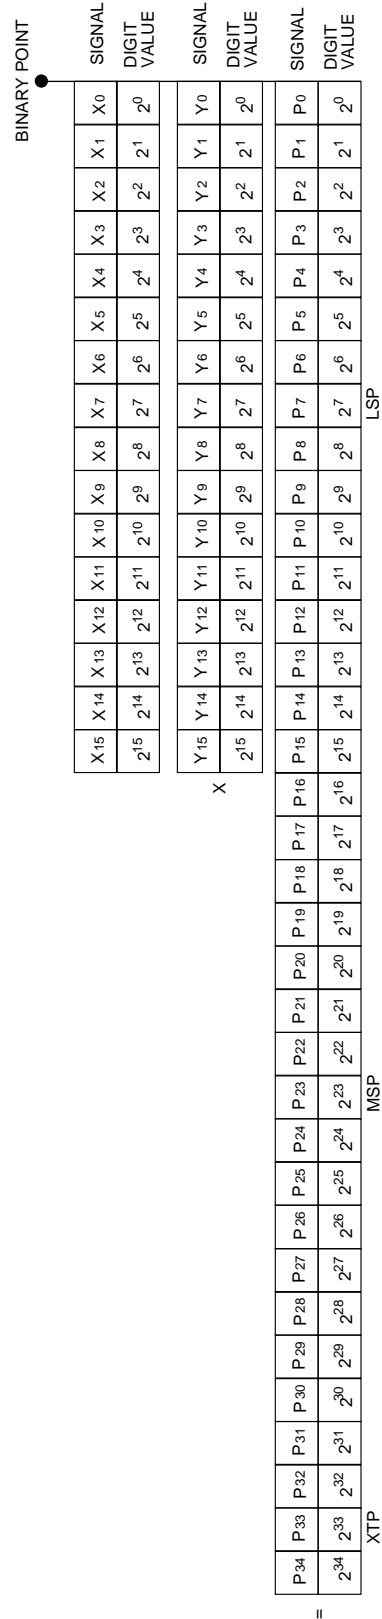 BINARY POINT
X15 X14 X13 X12 X11 X10 X9 X8 X7 X6 X5 X4 X3 X2 X1 X0 SIGNAL
2^15 2^14 2^13 2^12 2^11 2^10 2^9 2^8 2^7 2^6 2^5 2^4 2^3 2^2 2^1 2^0 DIGIT VALUE
Y15 Y14 Y13 Y12 Y11 Y10 Y9 Y8 Y7 Y6 Y5 Y4 Y3 Y2 Y1 Y0 SIGNAL
X 2^15 2^14 2^13 2^12 2^11 2^10 2^9 2^8 2^7 2^6 2^5 2^4 2^3 2^2 2^1 2^0 DIGIT VALUE
P34 P33 P32 P31 P30 P29 P28 P27 P26 P25 P24 P23 P22 P21 P20 P19 P18 P17 P16 P15 P14 P13 P12 P11 P10 P9 P8 P7 P6 P5 P4 P3 P2 P1 P0 SIGNAL
= 2^34 2^33 2^32 2^31 2^30 2^29 2^28 2^27 2^26 2^25 2^24 2^23 2^22 2^21 2^20 2^19 2^18 2^17 2^16 2^15 2^14 2^13 2^12 2^11 2^10 2^9 2^8 2^7 2^6 2^5 2^4 2^3 2^2 2^1 2^0 DIGIT VALUE
XTP MSP LSP